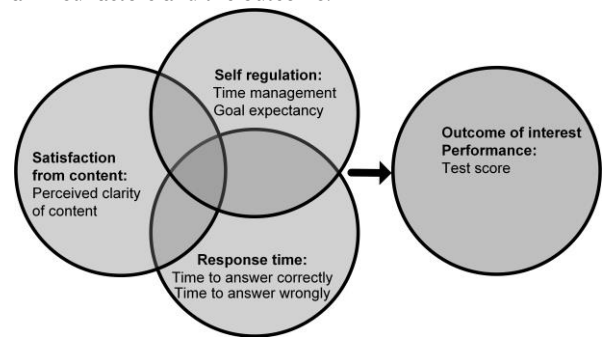 Self regulation:
Time management
Goal expectancy
Satisfaction
from content:
Perceived clarity
of content
Response time:
Time to answer correctly
Time to answer wrongly
Outcome of interest
Performance:
Test score